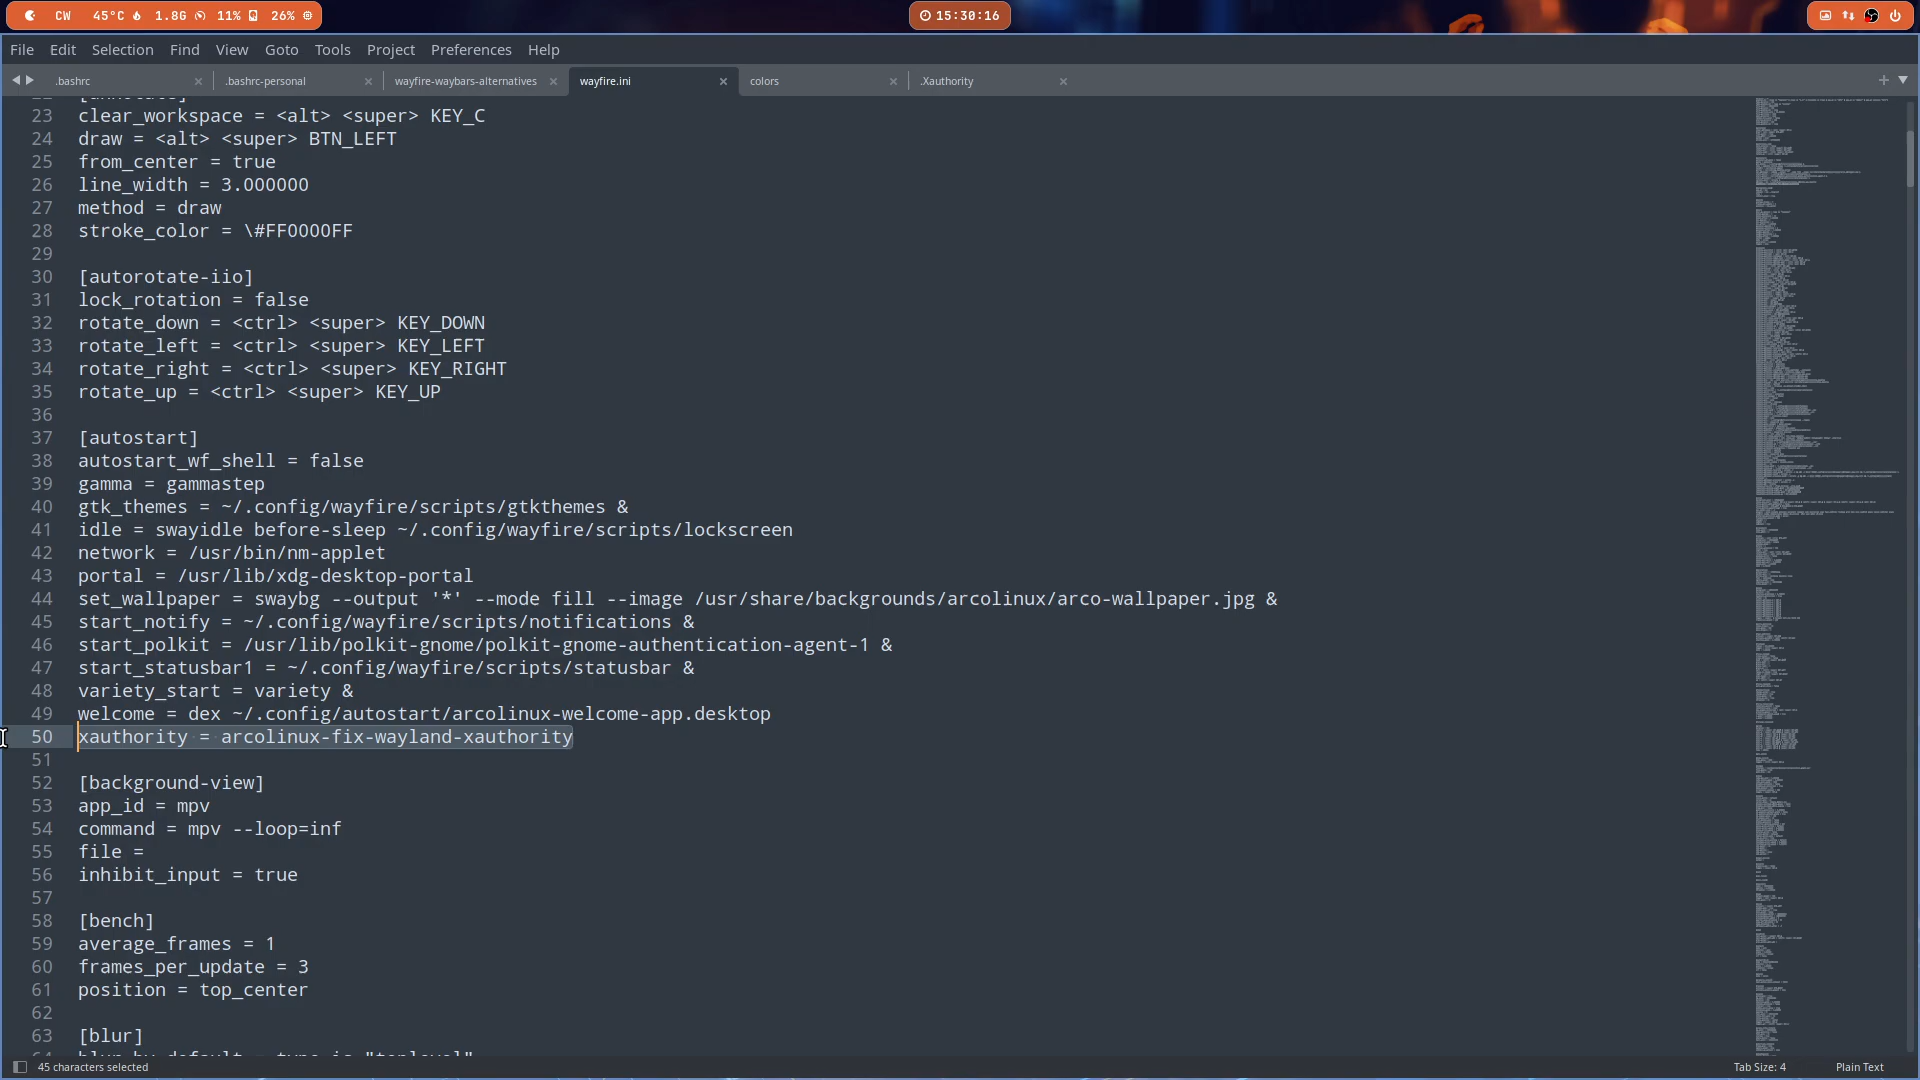 CW 45°C 1.8G 11% 26%
15:30:16
File Edit Selection Find View Goto Tools Project Preferences Help
.bashrc
.bashrc-personal
wayfire-waybars-alternatives
wayfire.ini
colors
.Xauthority
23 clear_workspace = <alt> <super> KEY_C
24 draw = <alt> <super> BTN_LEFT
25 from_center = true
26 line_width = 3.000000
27 method = draw
28 stroke_color = \#FF0000FF
29
30 [autorotate-iio]
31 lock_rotation = false
32 rotate_down = <ctrl> <super> KEY_DOWN
33 rotate_left = <ctrl> <super> KEY_LEFT
34 rotate_right = <ctrl> <super> KEY_RIGHT
35 rotate_up = <ctrl> <super> KEY_UP
36
37 [autostart]
38 autostart_wf_shell = false
39 gamma = gammastep
40 gtk_themes = ~/.config/wayfire/scripts/gtkthemes &
41 idle = swayidle before-sleep ~/.config/wayfire/scripts/lockscreen
42 network = /usr/bin/nm-applet
43 portal = /usr/lib/xdg-desktop-portal
44 set_wallpaper = swaybg --output '*' --mode fill --image /usr/share/backgrounds/arcolinux/arco-wallpaper.jpg &
45 start_notify = ~/.config/wayfire/scripts/notifications &
46 start_polkit = /usr/lib/polkit-gnome/polkit-gnome-authentication-agent-1 &
47 start_statusbar1 = ~/.config/wayfire/scripts/statusbar &
48 variety_start = variety &
49 welcome = dex ~/.config/autostart/arcolinux-welcome-app.desktop
50 xauthority = arcolinux-fix-wayland-xauthority
51
52 [background-view]
53 app_id = mpv
54 command = mpv --loop=inf
55 file =
56 inhibit_input = true
57
58 [bench]
59 average_frames = 1
60 frames_per_update = 3
61 position = top_center
62
63 [blur]
45 characters selected
Tab Size: 4
Plain Text